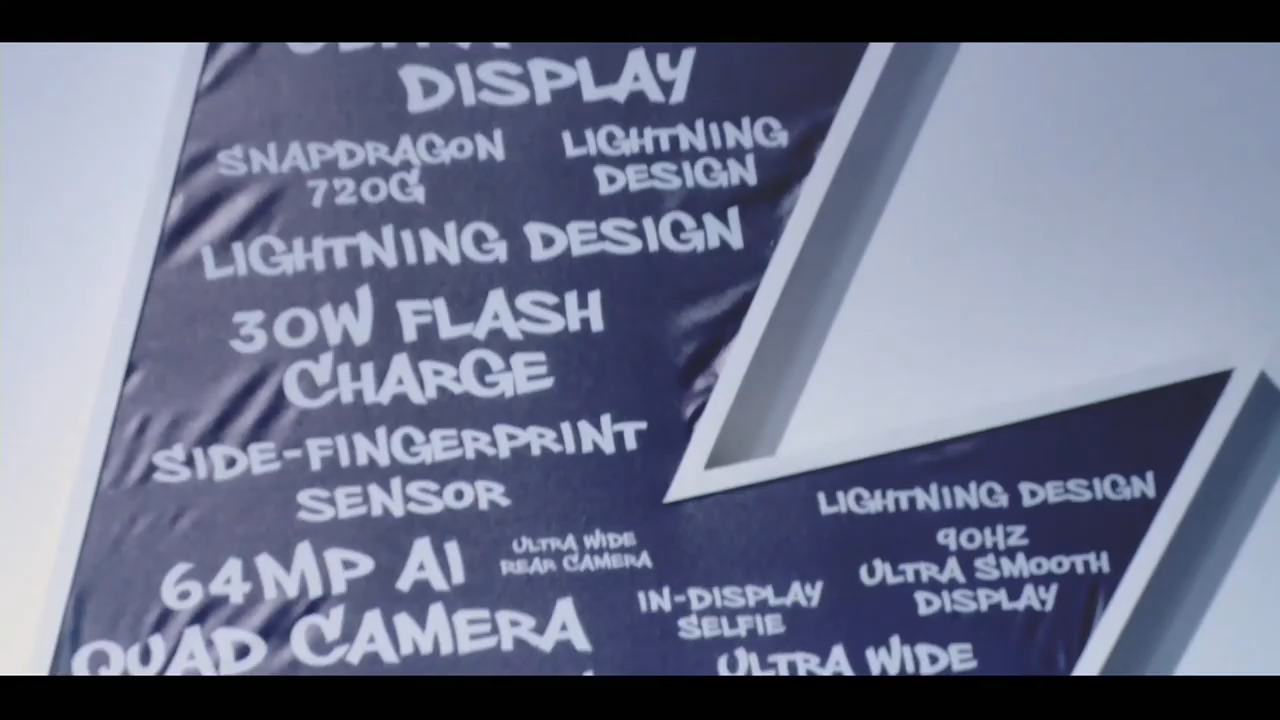 ULTRA
DISPLAY
SNAPDRAGON
720G
LIGHTNING
DESIGN
LIGHTNING DESIGN
30W FLASH
CHARGE
SIDE-FINGERPRINT
SENSOR
64MP AI
QUAD CAMERA
ULTRA WIDE
REAR CAMERA
LIGHTNING DESIGN
90HZ
ULTRA SMOOTH
DISPLAY
IN-DISPLAY
SELFIE
ULTRA WIDE